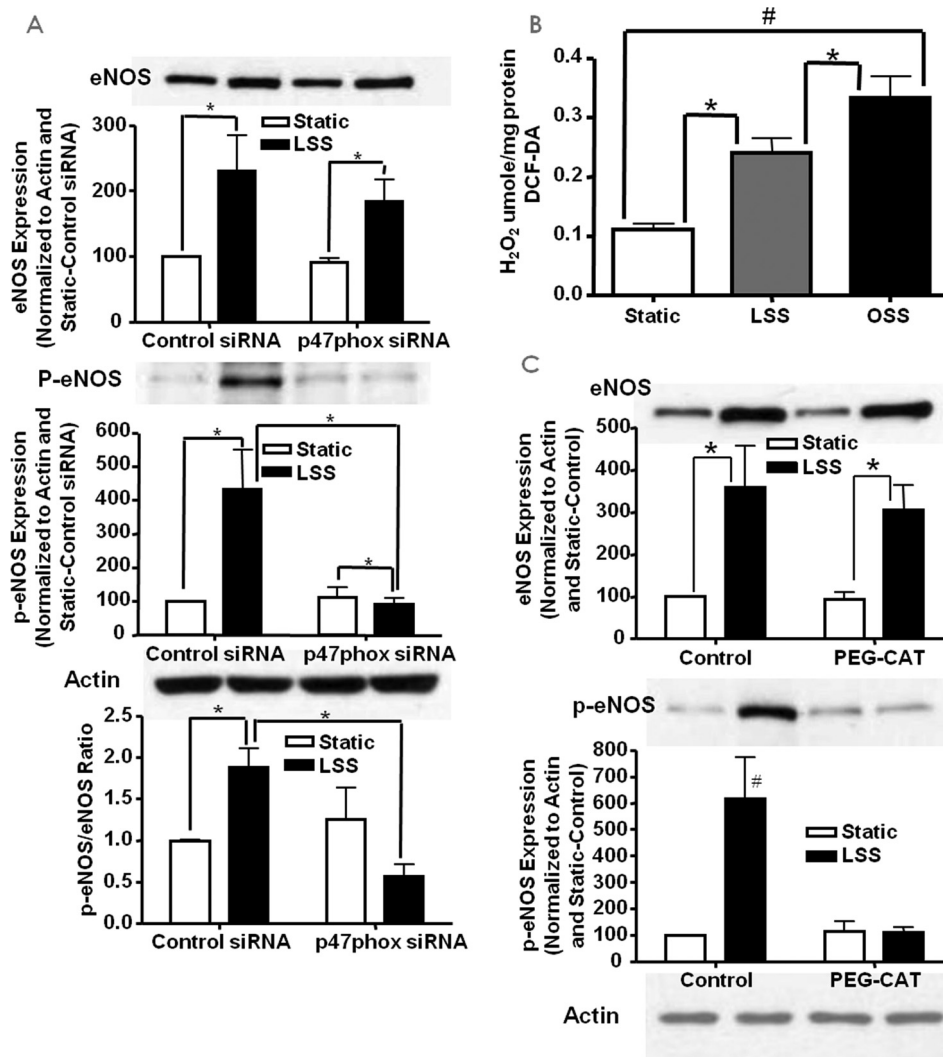 A
eNOS
eNOS Expression
(Normalized to Actin and
Static-Control siRNA)
300
200
100
0
*
*
Static
LSS
Control siRNA p47phox siRNA
P-eNOS
p-eNOS Expression
(Normalized to Actin and
Static-Control siRNA)
600
500
400
300
200
100
0
*
*
*
Static
LSS
Control siRNA p47phox siRNA
Actin
p-eNOS/eNOS Ratio
2.5
2.0
1.5
1.0
0.5
0.0
*
*
Static
LSS
Control siRNA p47phox siRNA
B
H2O2 umole/mg protein
DCF-DA
0.4
0.3
0.2
0.1
0.0
#
*
*
Static LSS OSS
C
eNOS
eNOS Expression
(Normalized to Actin
and Static-Control)
500
400
300
200
100
0
Static
LSS
*
*
Control PEG-CAT
p-eNOS
p-eNOS Expression
(Normalized to Actin
and Static-Control)
800
700
600
500
400
300
200
100
0
#
Static
LSS
Control PEG-CAT
Actin